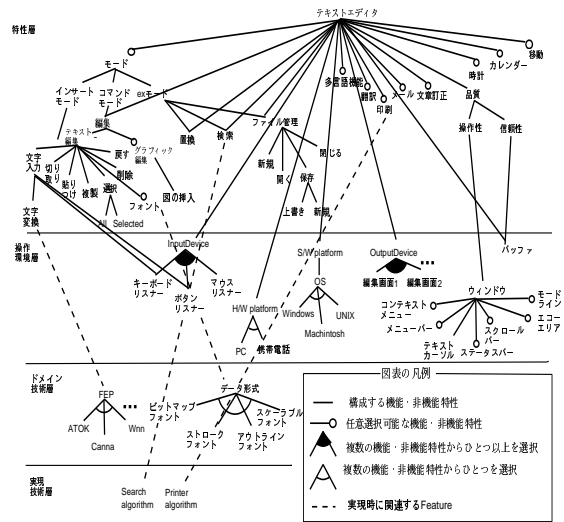 テキストエディタ
特性層
移動
モード
カレンダー
時計
インサート
モード
コマンド
モード
exモード
多言語機能
翻訳
メール
文章訂正
品質
印刷
編集
置換
検索
ファイル管理
操作性
信頼性
テキスト
編集
グラフィック
編集
戻す
文字
入力
切り
取り
貼り
つけ
複製
選択
削除
フォント
図の挿入
新規
開く
保存
閉じる
上書き
新規
文字
変換
All
Selected
操作
環境層
InputDevice
S/W platform
OutputDevice
バッファ
キーボード
リスナー
ボタン
リスナー
マウス
リスナー
OS
Windows
UNIX
Machintosh
編集画面1
編集画面2
ウィンドウ
コンテキスト
メニュー
モード
ライン
メニューバー
エコー
エリア
テキスト
カーソル
ステータスバー
スクロール
バー
H/W platform
PC
携帯電話
ドメイン
技術層
FEP
ATOK
Canna
Wnn
データ形式
ビットマップ
フォント
ストローク
フォント
アウトライン
フォント
スケーラブル
フォント
図表の凡例
構成する機能・非機能特性
任意選択可能な機能・非機能特性
複数の機能・非機能特性からひとつ以上を選択
複数の機能・非機能特性からひとつを選択
実現時に関連するFeature
実現
技術層
Search
algorithm
Printer
algorithm